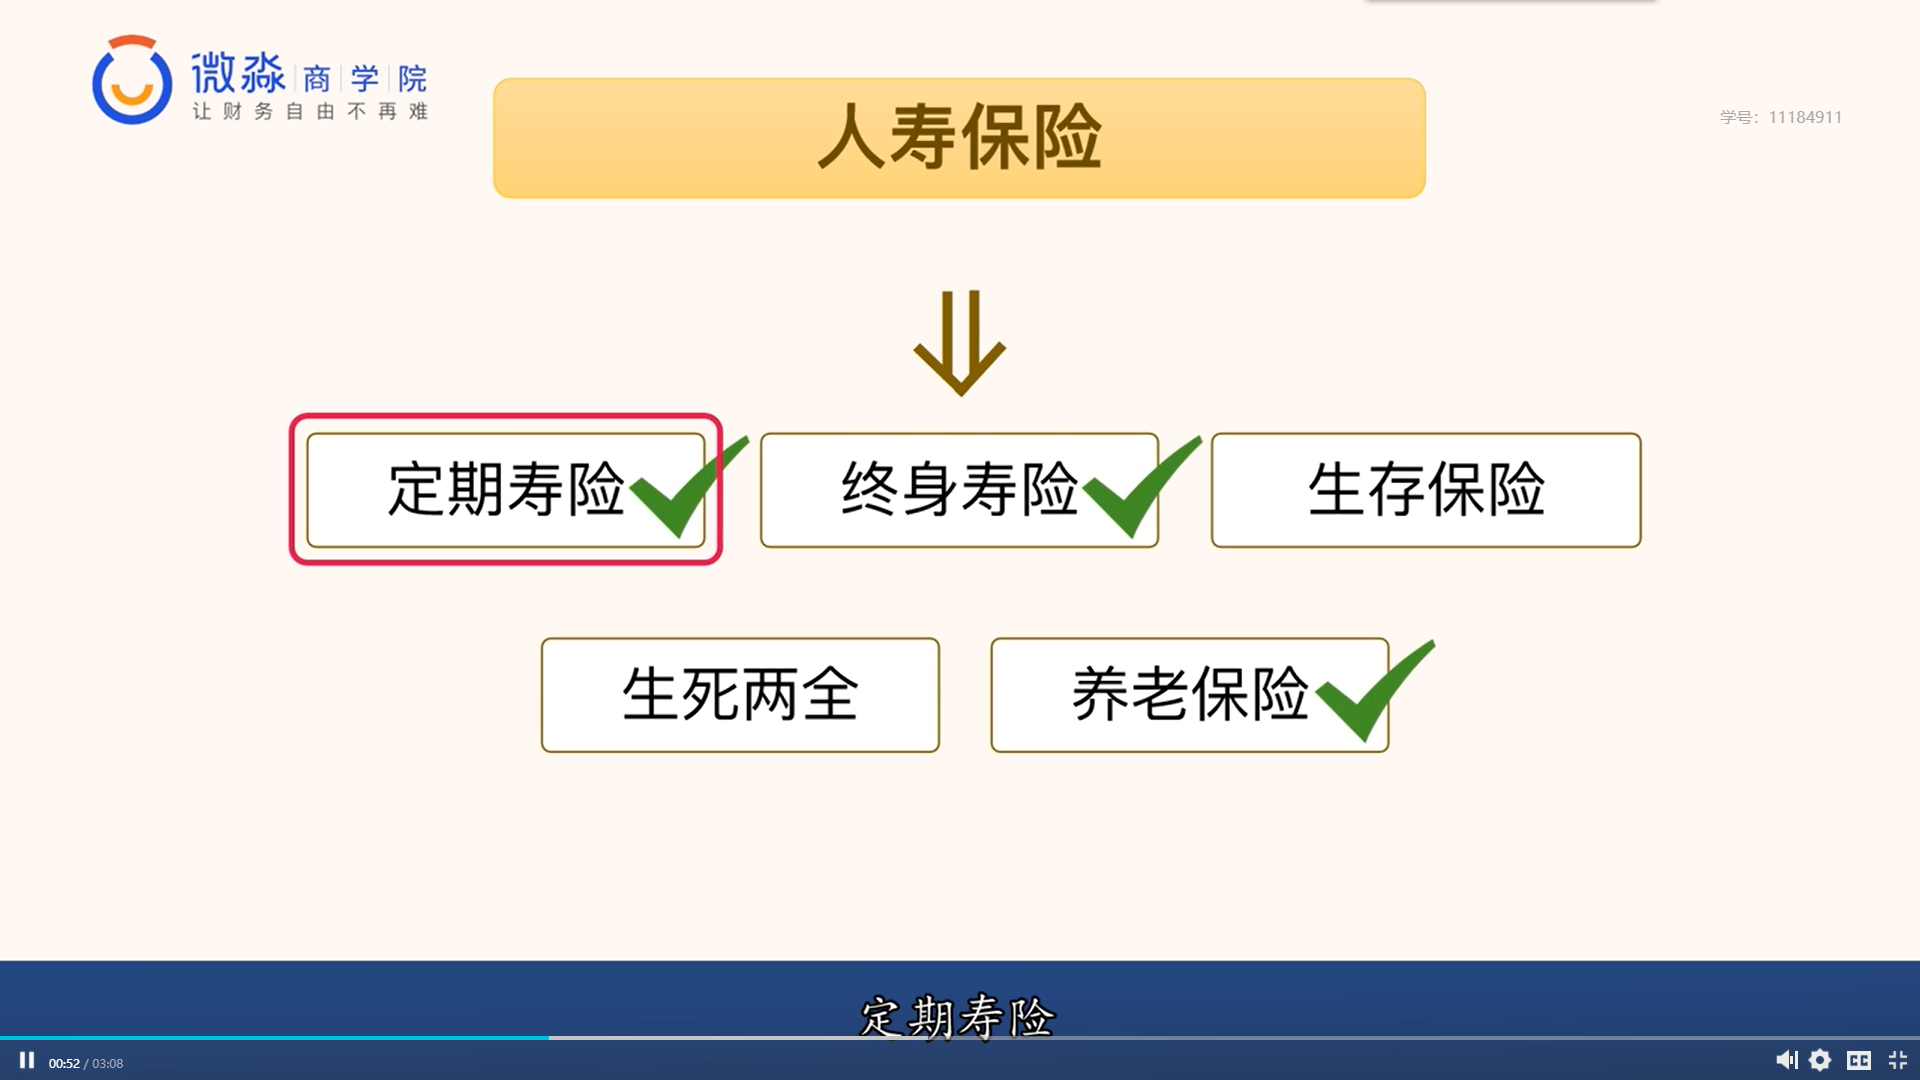 微淼商学院
让财务自由不再难
人寿保险
学号：11184911
定期寿险
终身寿险
生存保险
生死两全
养老保险
定期寿险
00:52 / 03:08
CC